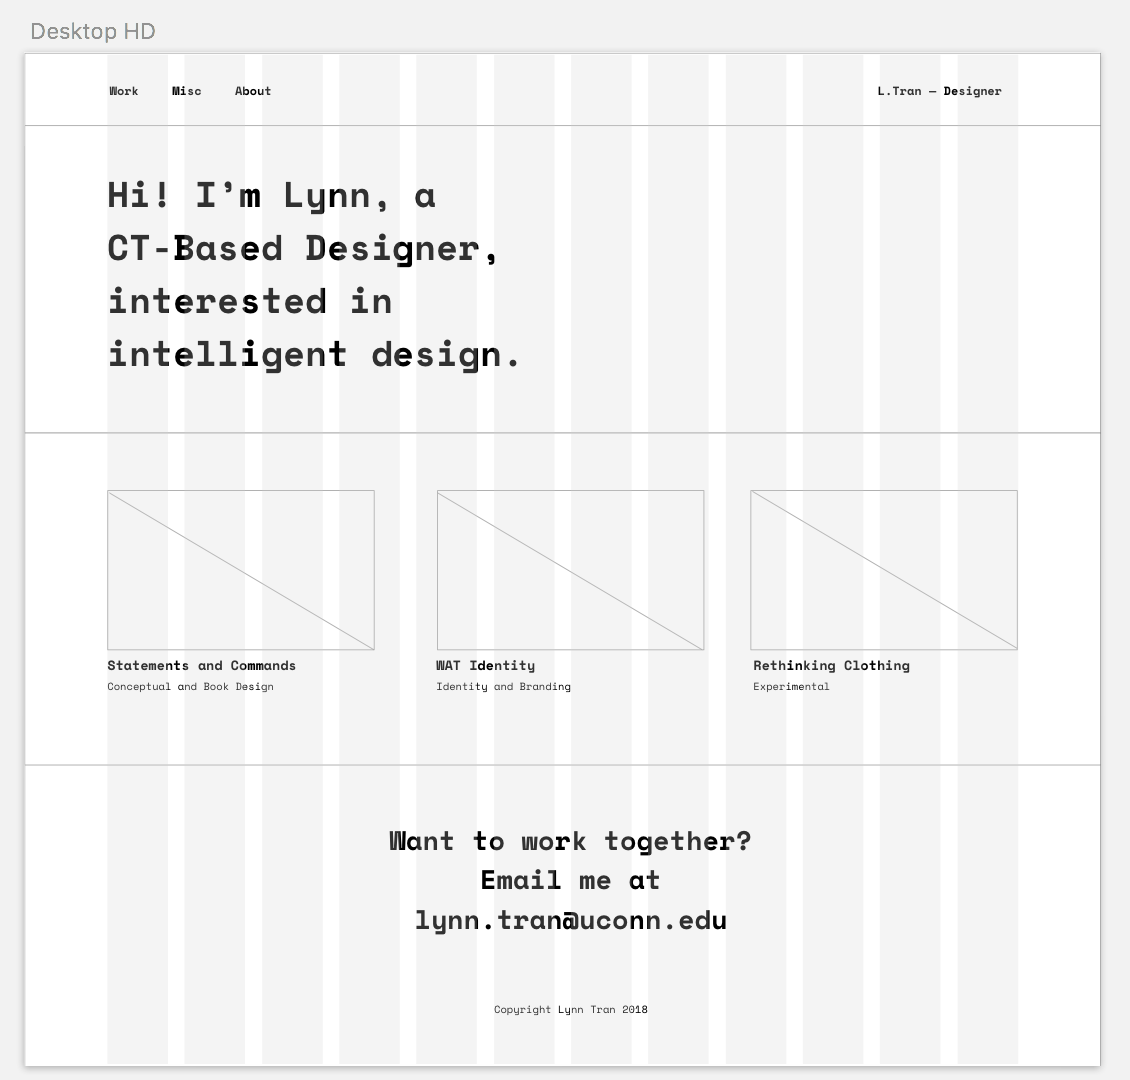 Desktop HD
Work Misc About L.Tran — Designer
Hi! I’m Lynn, a
CT-Based Designer,
interested in
intelligent design.
Statements and Commands
Conceptual and Book Design
WAT Identity
Identity and Branding
Rethinking Clothing
Experimental
Want to work together?
Email me at
lynn.tran@uconn.edu
Copyright Lynn Tran 2018